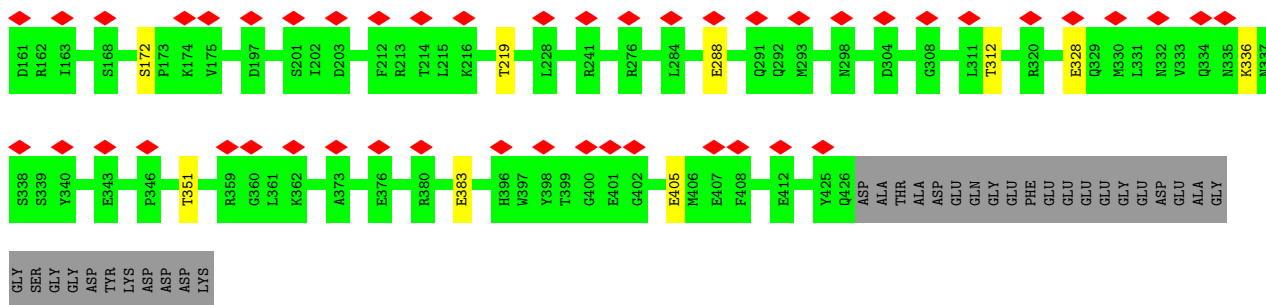 D161 R162 I163 S168 S172 P173 K174 V175 D197 S201 I202 D203 F212 R213 T214 L215 K216 T219 L228 R241 R276 L284 E288 Q291 Q292 M293 N298 D304 G308 L311 T312 R320 E328 Q329 M330 L331 N332 V333 Q334 N335 K336 N337
S338 S339 Y340 E343 P346 T351 R359 G360 L361 K362 A373 E376 R380 E383 H396 W397 Y398 T399 G400 E401 G402 E405 M406 E407 F408 E412 Y425 Q426 ASP ALA THR ALA ASP GLU GLN GLY GLU PHE GLU GLU GLU GLU GLY GLU ASP GLU ALA GLY
GLY SER GLY GLY ASP TYR LYS ASP ASP ASP LYS